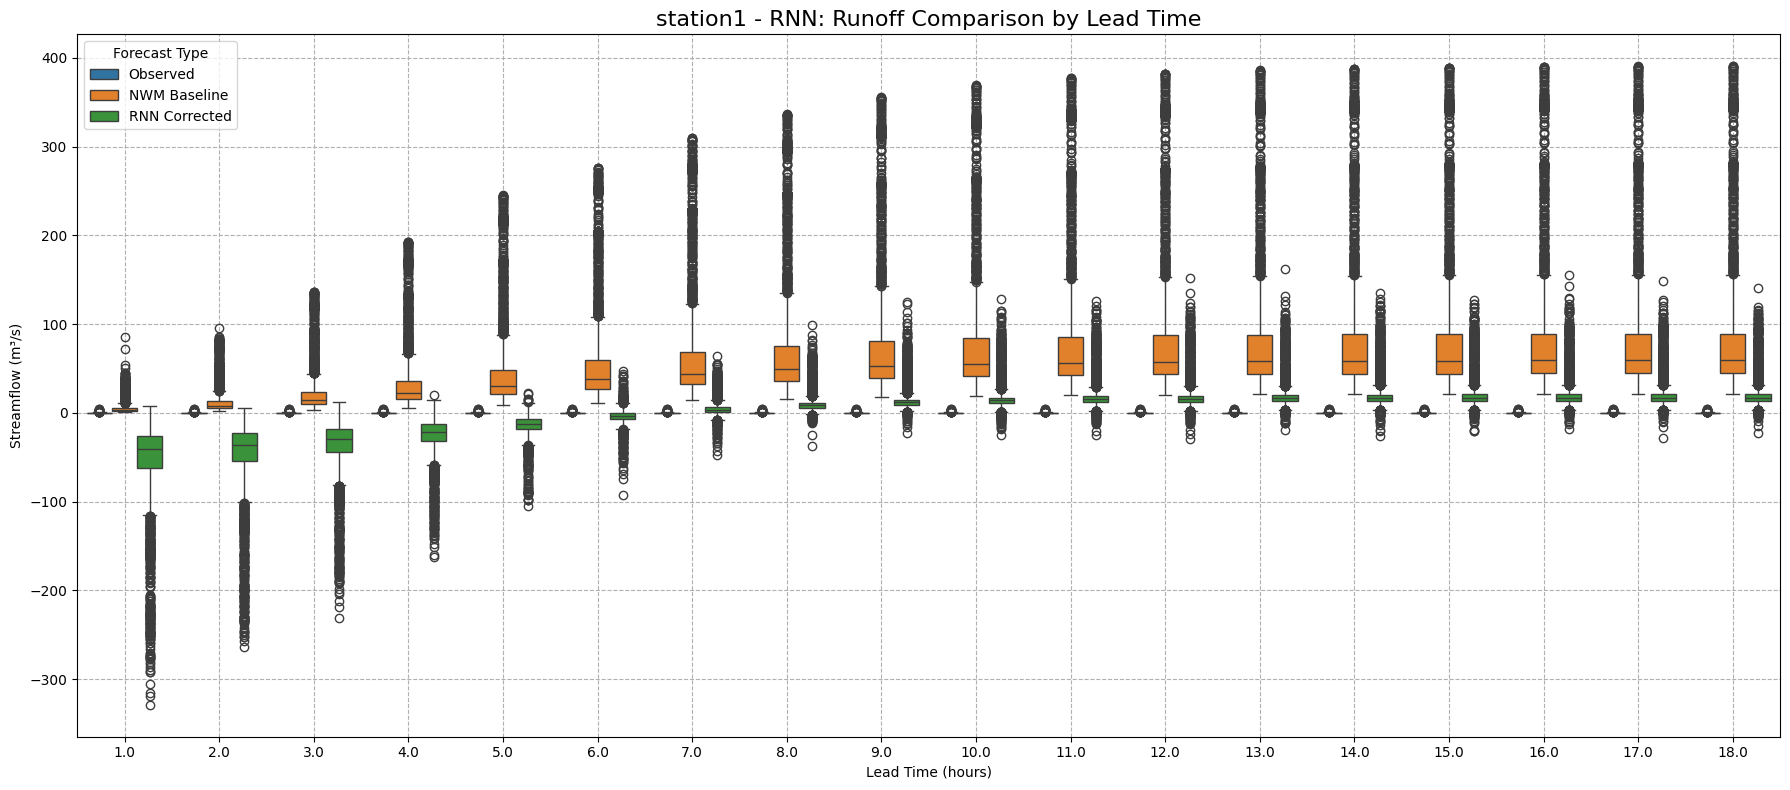 station1 - RNN: Runoff Comparison by Lead Time
Forecast Type
Observed
NWM Baseline
RNN Corrected
Streamflow (m³/s)
400
300
200
100
0
−100
−200
−300
1.0 2.0 3.0 4.0 5.0 6.0 7.0 8.0 9.0 10.0 11.0 12.0 13.0 14.0 15.0 16.0 17.0 18.0
Lead Time (hours)